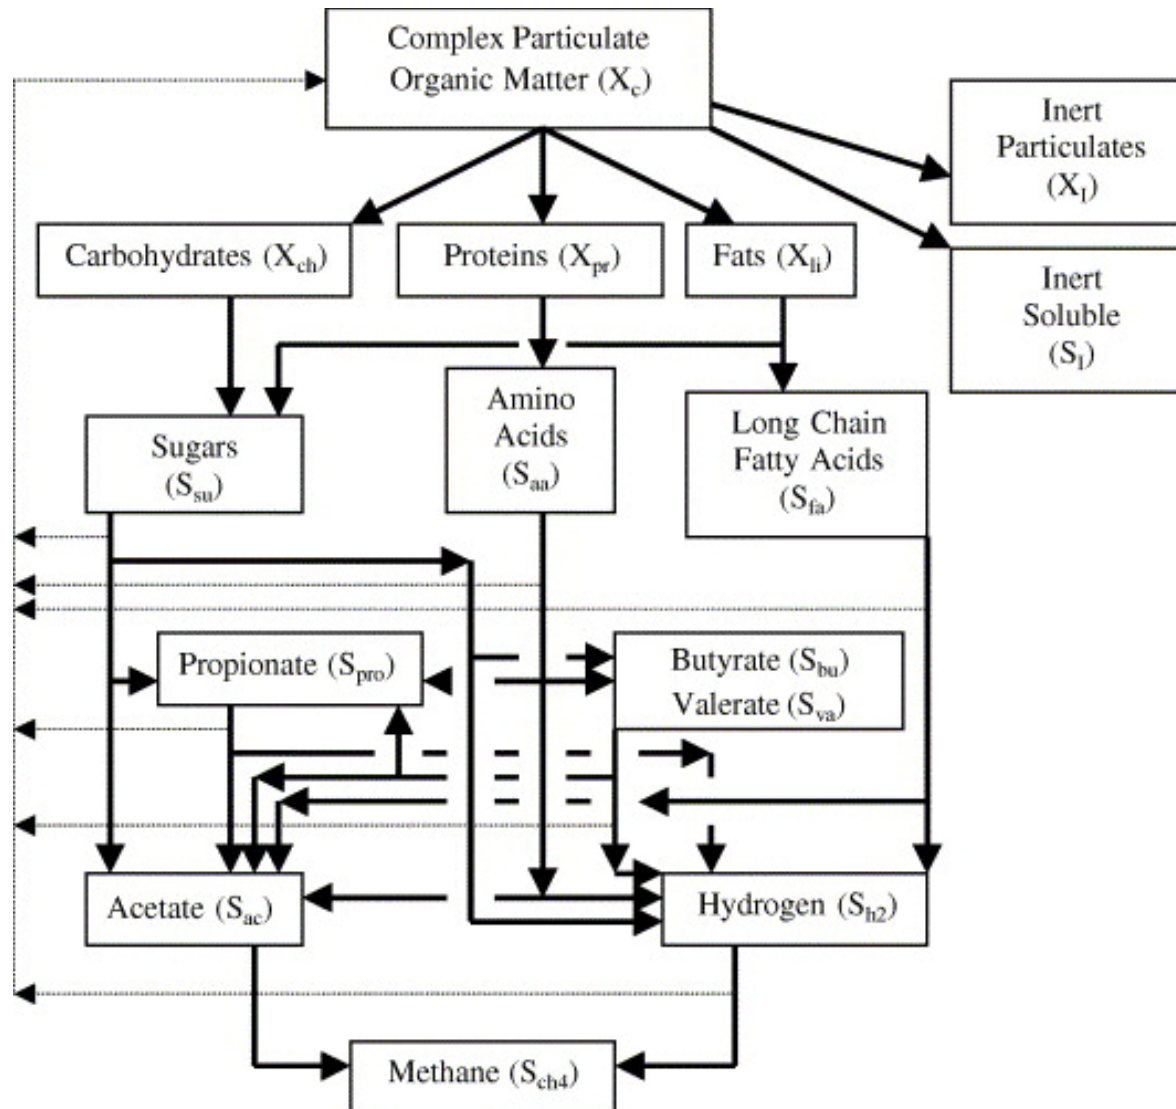 Complex Particulate
Organic Matter (Xc)
Inert
Particulates
(XI)
Carbohydrates (Xch)
Proteins (Xpr)
Fats (Xli)
Inert
Soluble
(SI)
Sugars
(Ssu)
Amino
Acids
(Saa)
Long Chain
Fatty Acids
(Sfa)
Propionate (Spro)
Butyrate (Sbu)
Valerate (Sva)
Acetate (Sac)
Hydrogen (Sh2)
Methane (Sch4)